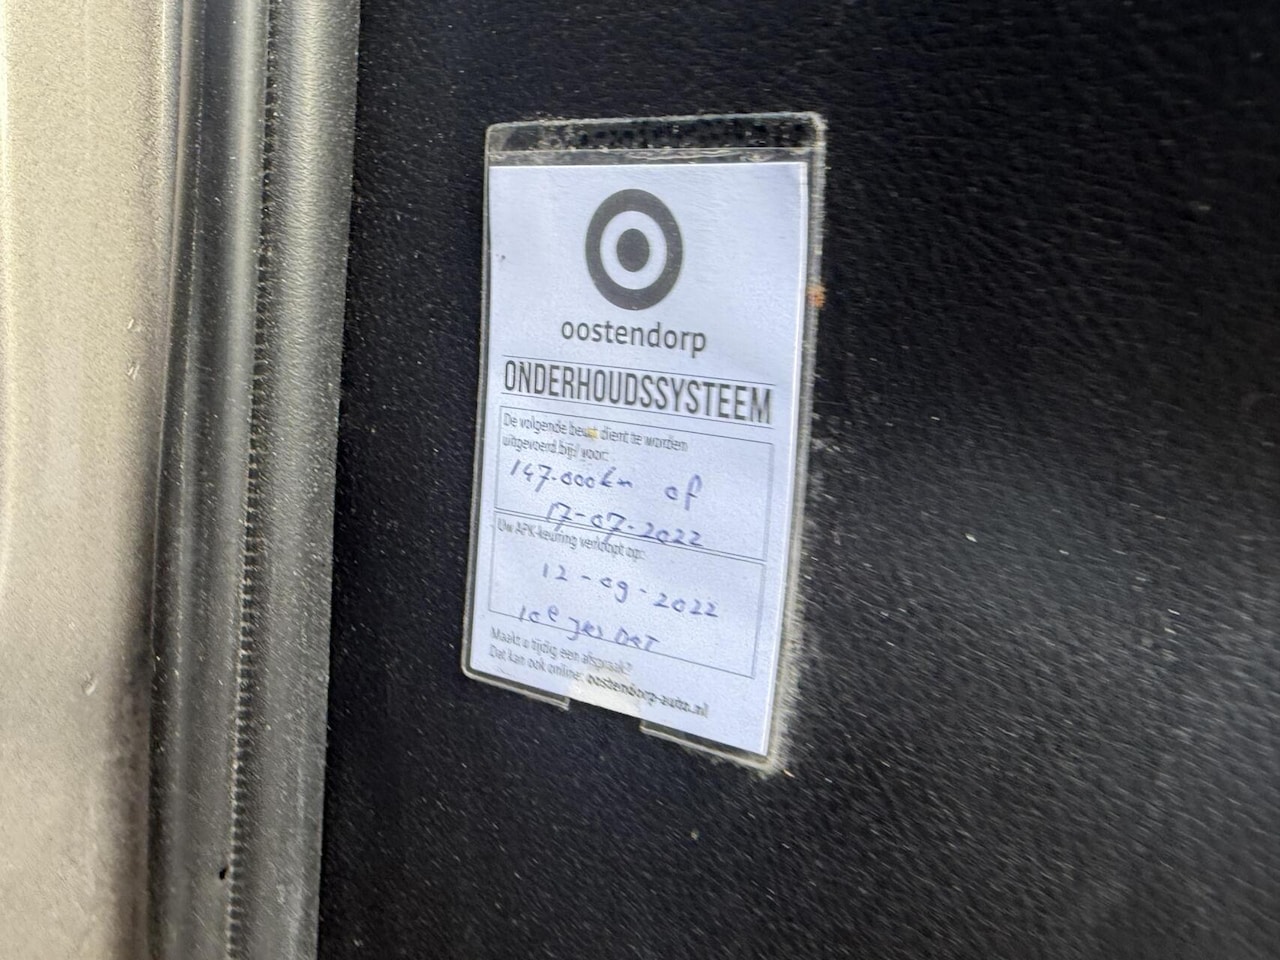 oostendorp
ONDERHOUDSSYSTEEM
De volgende beurt dient te worden
uitgevoerd bij/ voor:
147.000km of
17-07-2022
Uw APK-keuring verloopt op:
12-09-2022
10e
Maakt u tijdig een afspraak?
Dat kan ook online: oostendorp-auto.nl